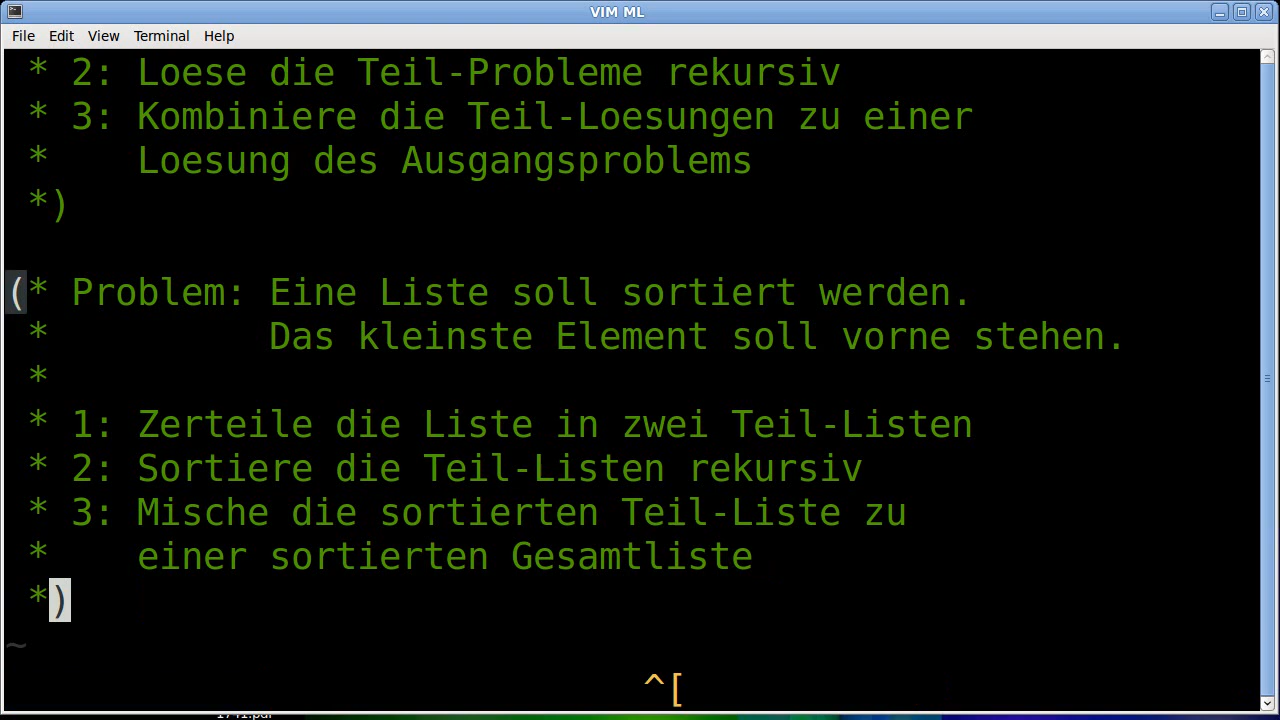 VIM ML
File Edit View Terminal Help
* 2: Loese die Teil-Probleme rekursiv
* 3: Kombiniere die Teil-Loesungen zu einer
* Loesung des Ausgangsproblems
*)
(* Problem: Eine Liste soll sortiert werden.
* Das kleinste Element soll vorne stehen.
*
* 1: Zerteile die Liste in zwei Teil-Listen
* 2: Sortiere die Teil-Listen rekursiv
* 3: Mische die sortierten Teil-Liste zu
* einer sortierten Gesamtliste
*)
~
^[